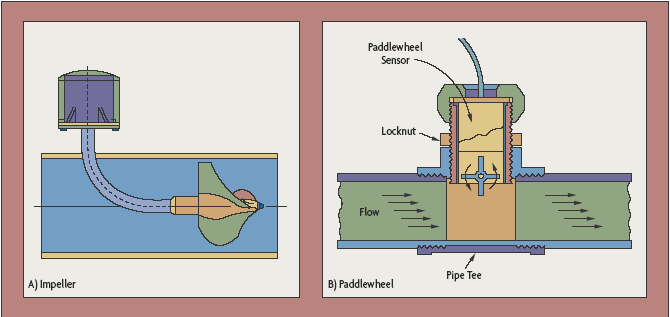 Paddlewheel
Sensor
Locknut
Flow
Pipe Tee
A) Impeller
B) Paddlewheel